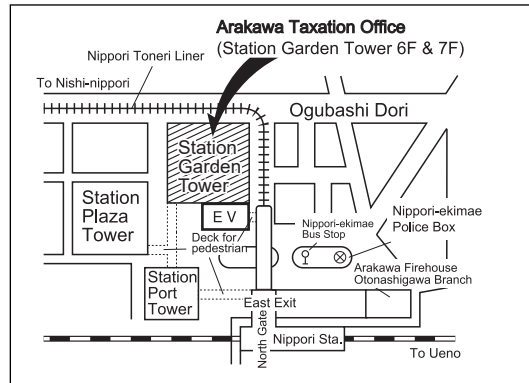 Arakawa Taxation Office
(Station Garden Tower 6F & 7F)
Nippori Toneri Liner
To Nishi-nippori
Ogubashi Dori
Station
Garden
Tower
Station
Plaza
Tower
E V
Deck for
pedestrian
Nippori-ekimae
Bus Stop
Nippori-ekimae
Police Box
Arakawa Firehouse
Otonashigawa Branch
Station
Port
Tower
East Exit
North Gate
Nippori Sta.
To Ueno